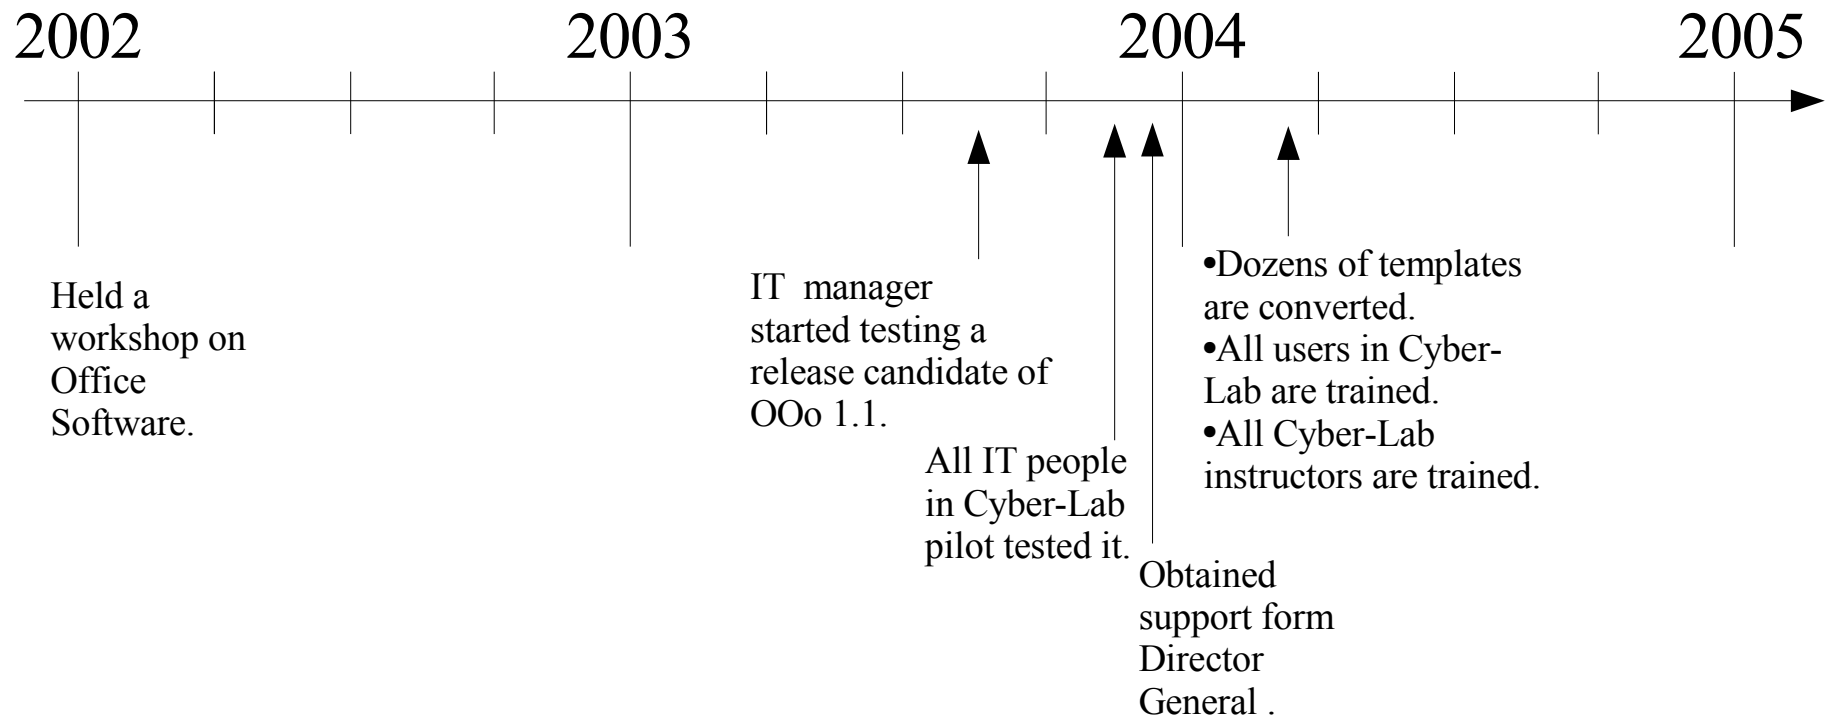 2002 2003 2004 2005
Held a
workshop on
Office
Software.
IT  manager
started testing a
release candidate of
OOo 1.1.
All IT people
in Cyber-Lab
pilot tested it.
Obtained
support form
Director
General .
•Dozens of templates
are converted.
•All users in Cyber-
Lab are trained.
•All Cyber-Lab
instructors are trained.